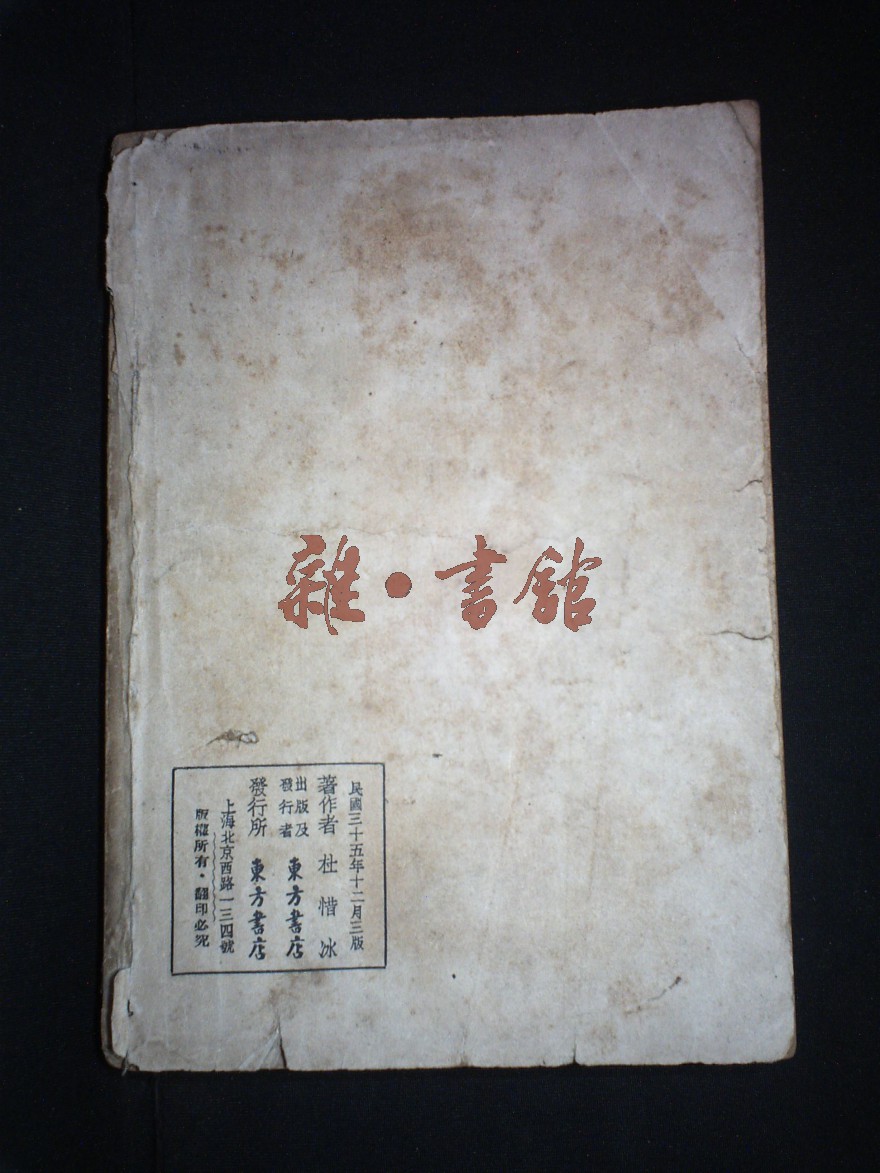 雜·書館
民國三十五年十二月三版
著作者 杜惜冰
出版及發行者 東方書店
發行所 東方書店
上海北京西路一三四號
版權所有·翻印必究